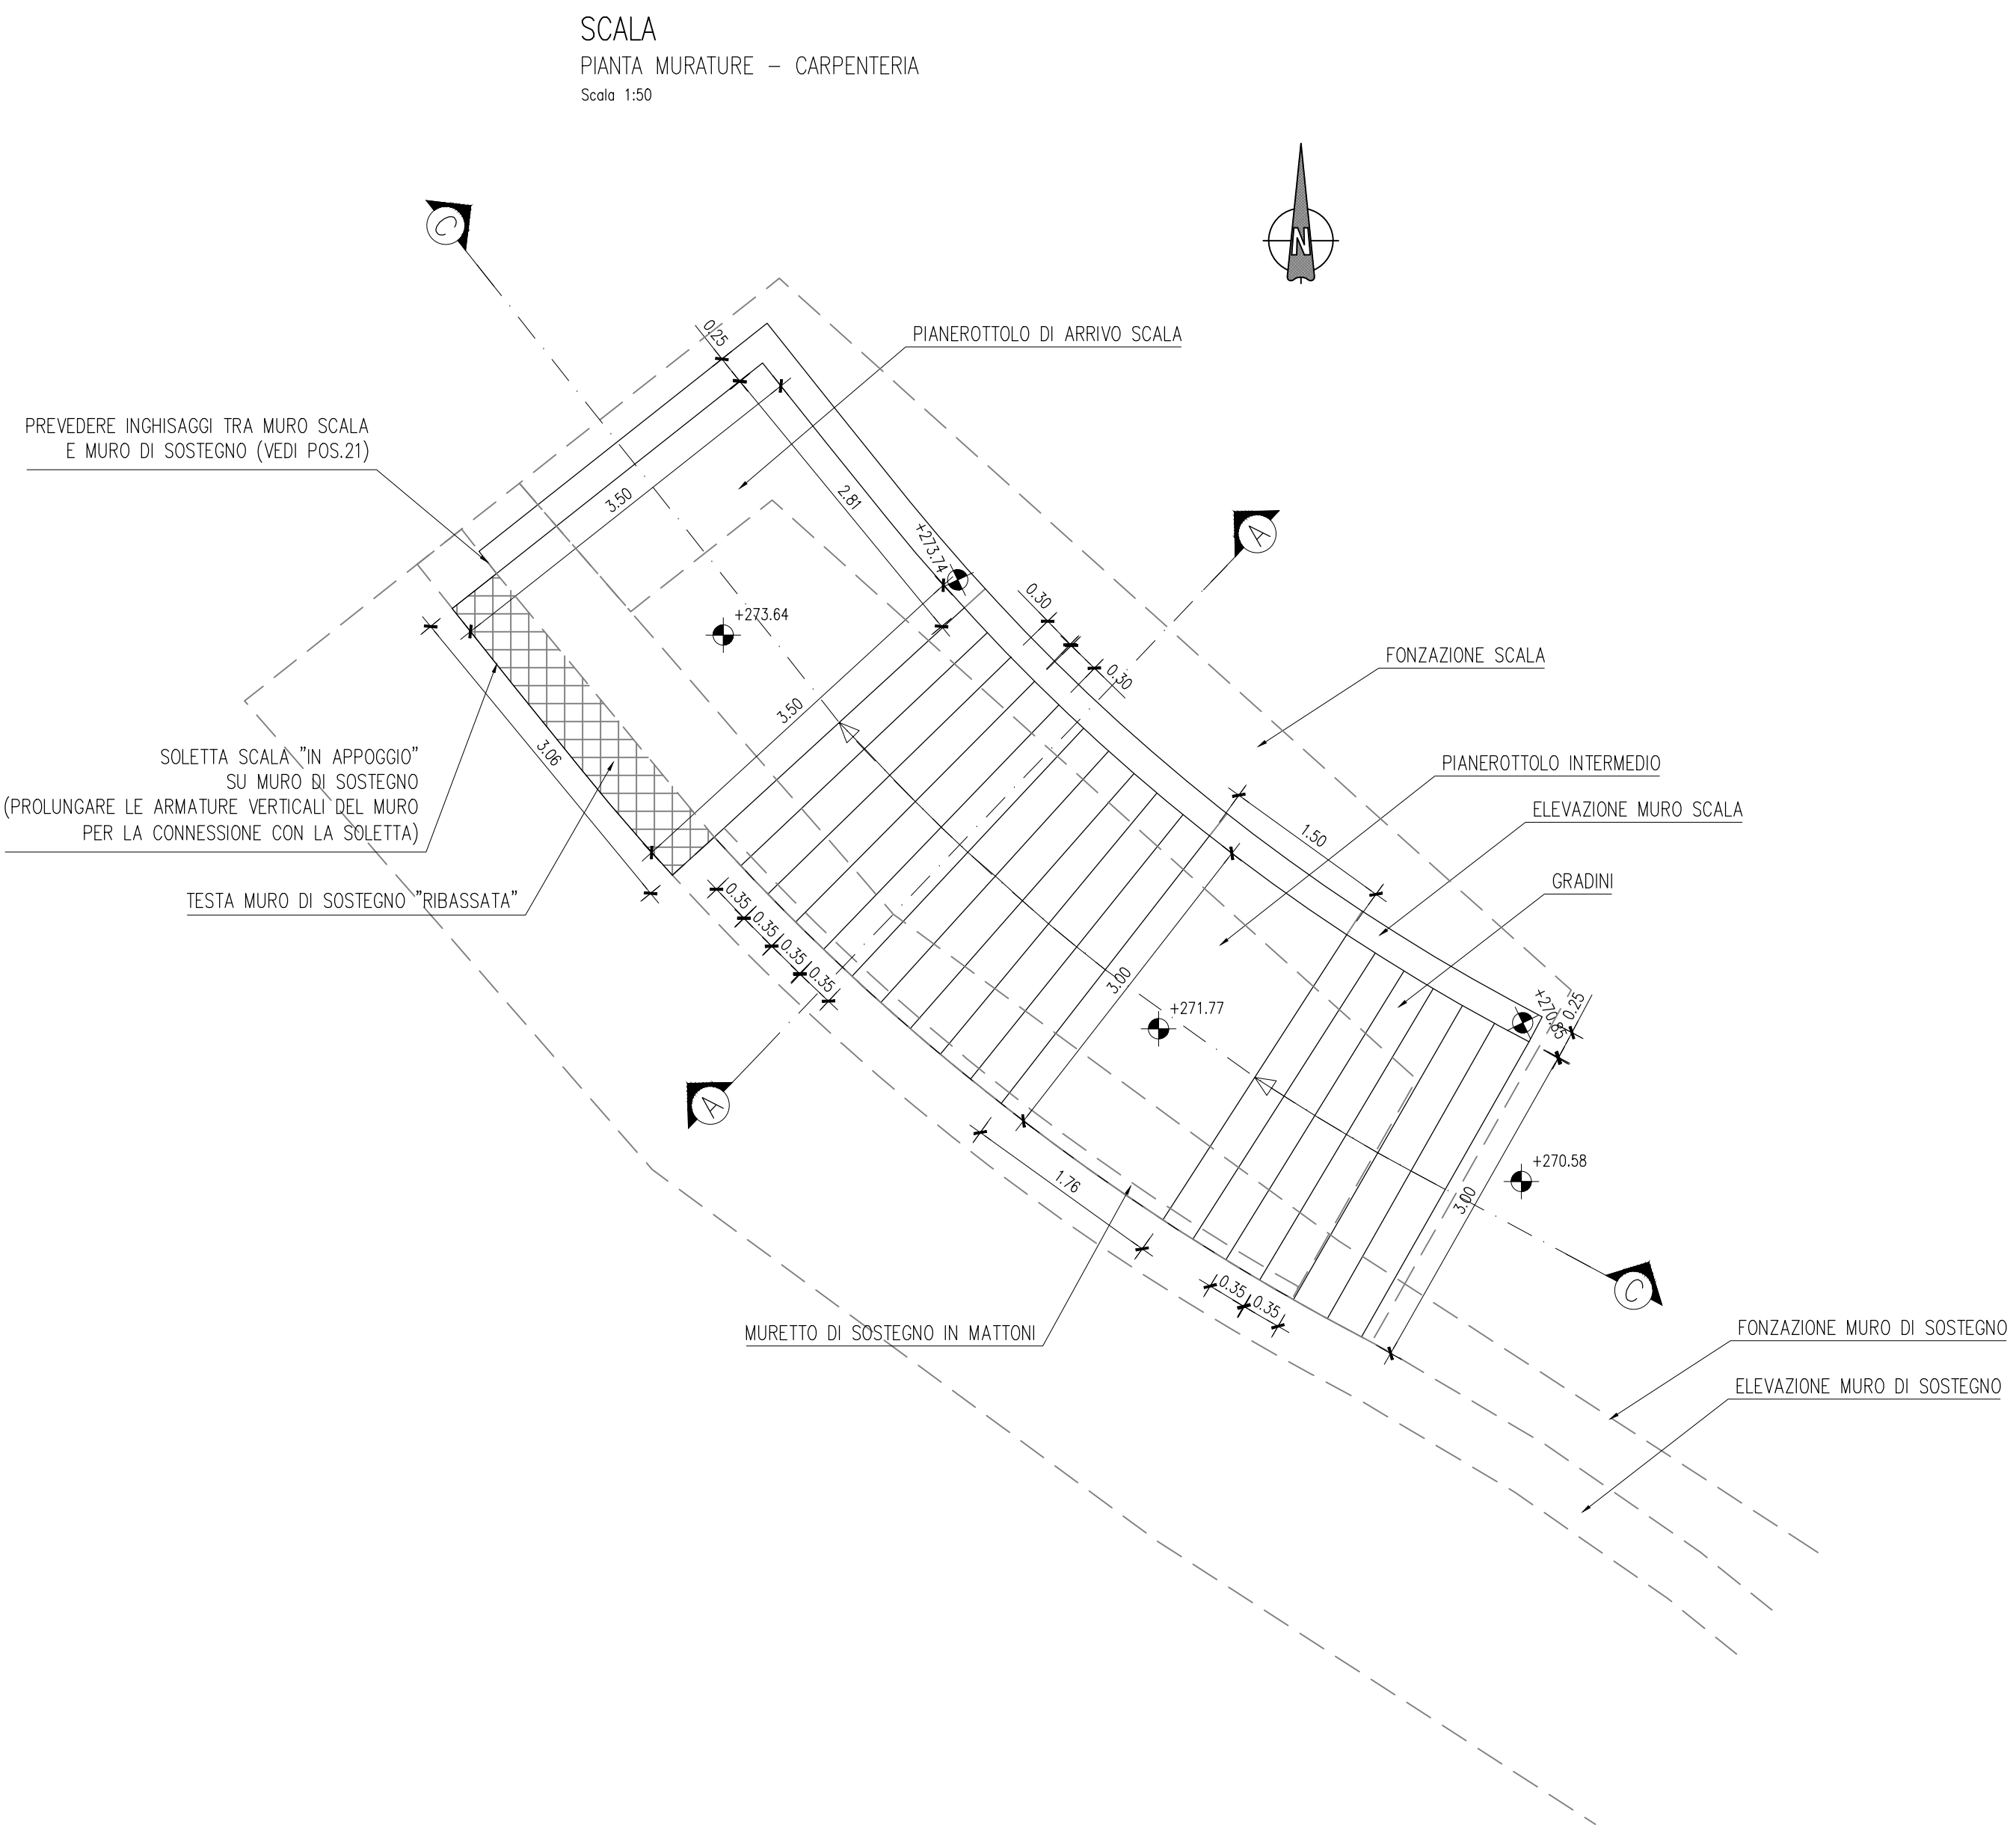 SCALA
PIANTA MURATURE - CARPENTERIA
Scala 1:50
N
C
0.25
PIANEROTTOLO DI ARRIVO SCALA
PREVEDERE INGHISAGGI TRA MURO SCALA
E MURO DI SOSTEGNO (VEDI POS.21)
3.50
2.81
+273.74
A
0.30
0.30
+273.64
FONZAZIONE SCALA
3.50
3.06
SOLETTA SCALA "IN APPOGGIO"
SU MURO DI SOSTEGNO
(PROLUNGARE LE ARMATURE VERTICALI DEL MURO
PER LA CONNESSIONE CON LA SOLETTA)
PIANEROTTOLO INTERMEDIO
ELEVAZIONE MURO SCALA
1.50
GRADINI
TESTA MURO DI SOSTEGNO "RIBASSATA"
0.35
0.35
0.35
0.35
3.00
+271.77
+270.85
0.25
A
+270.58
1.76
3.00
C
0.35
0.35
MURETTO DI SOSTEGNO IN MATTONI
FONZAZIONE MURO DI SOSTEGNO
ELEVAZIONE MURO DI SOSTEGNO